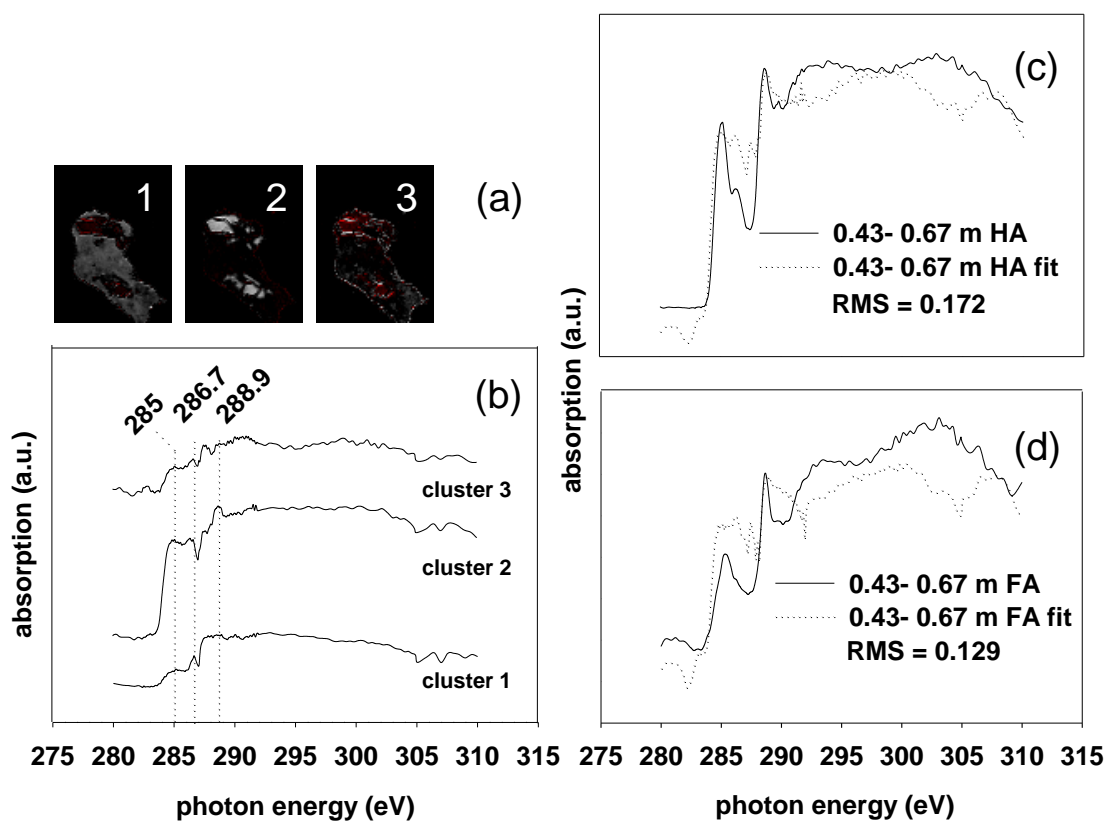 1 2 3 (a)
(b)
285 286.7 288.9
cluster 3
cluster 2
cluster 1
absorption (a.u.)
275 280 285 290 295 300 305 310 315
photon energy (eV)
(c)
0.43- 0.67 m HA
0.43- 0.67 m HA fit
RMS = 0.172
absorption (a.u.)
(d)
0.43- 0.67 m FA
0.43- 0.67 m FA fit
RMS = 0.129
275 280 285 290 295 300 305 310 315
photon energy (eV)